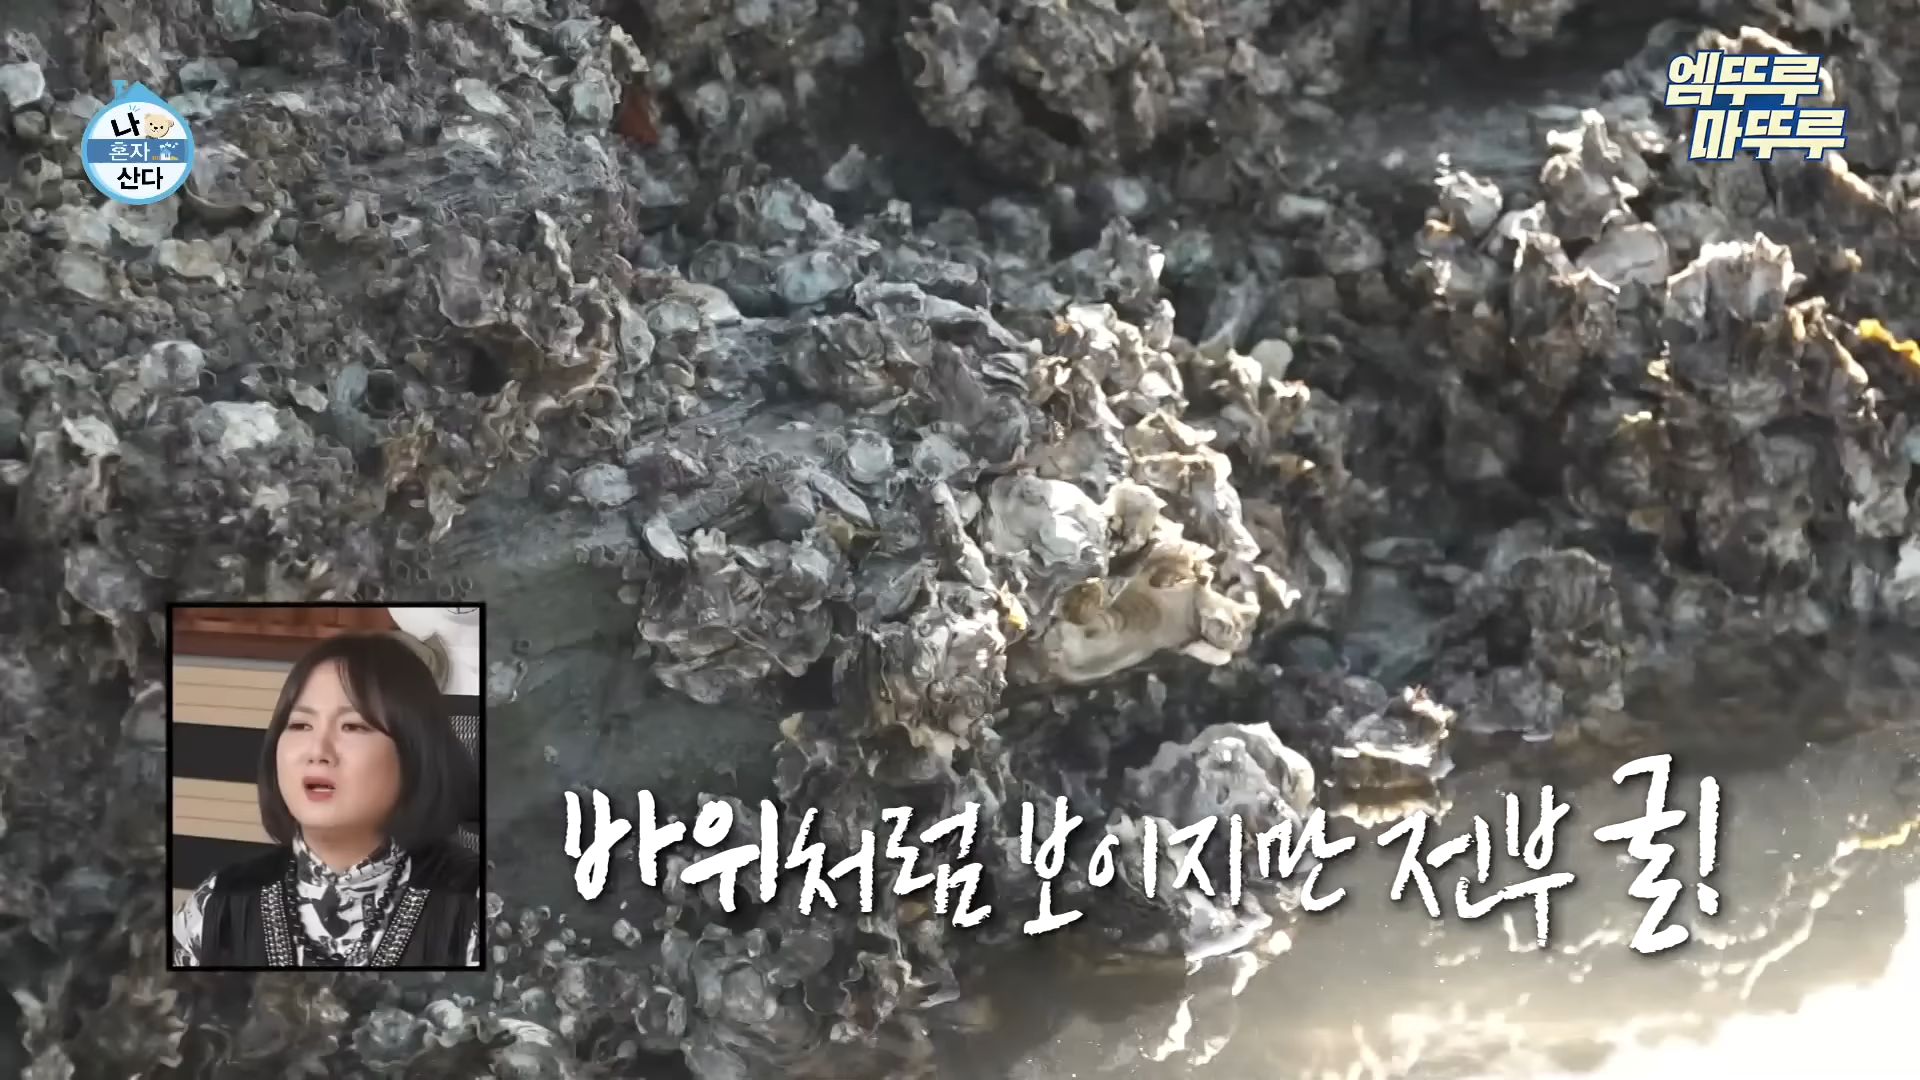 나
혼자
산다
엠뚜루
마뚜루
바위처럼 보이지만 전부 굴!